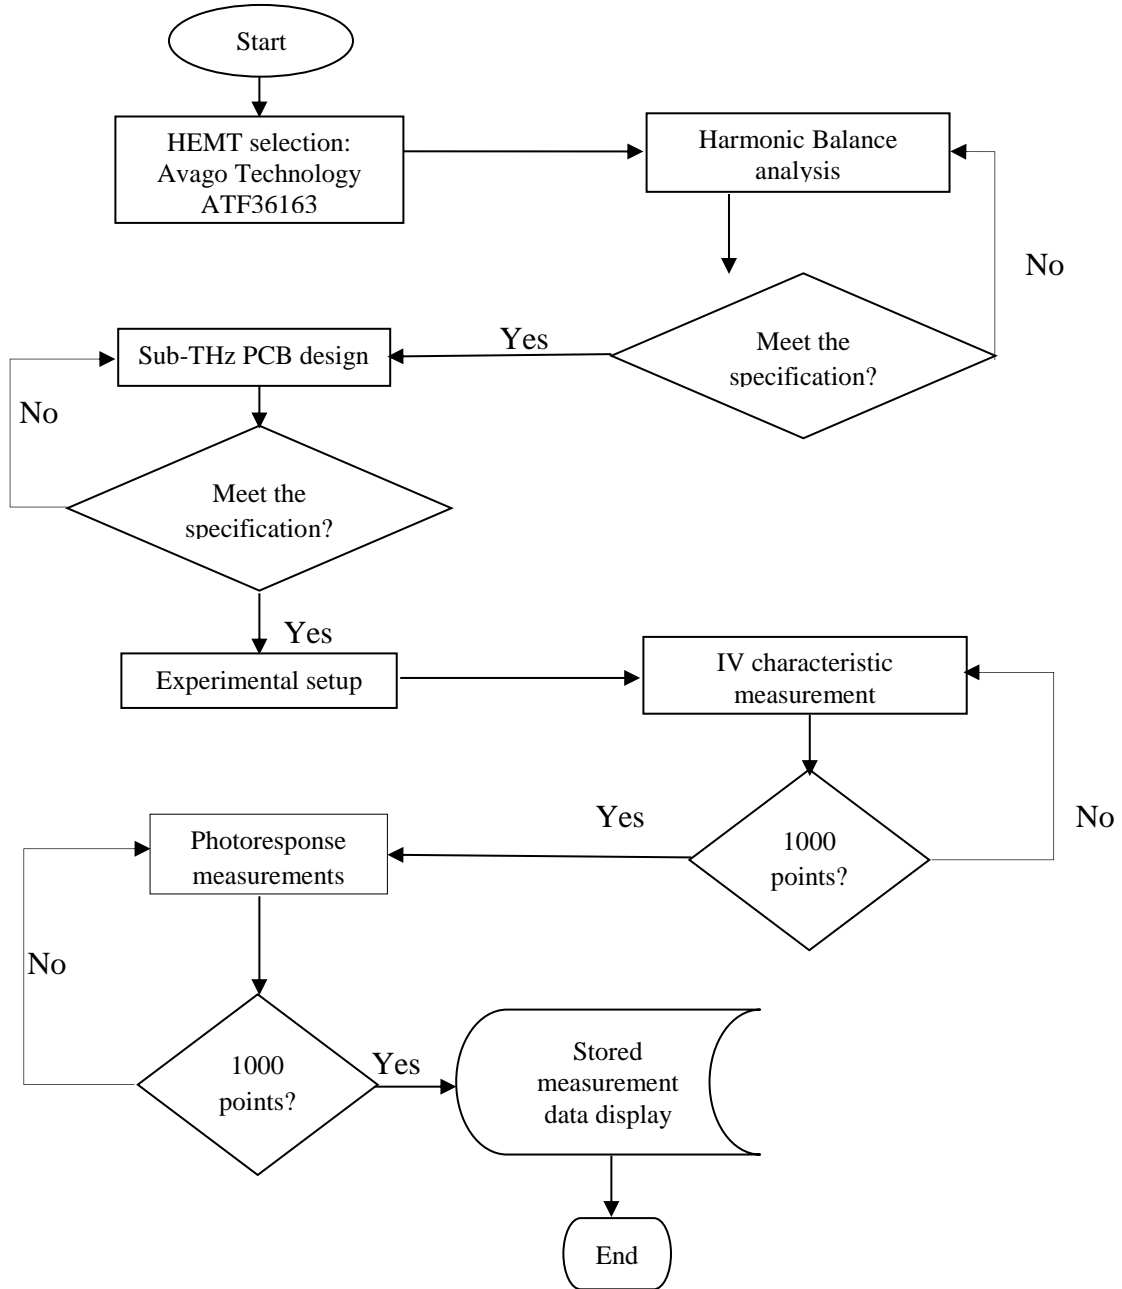 Start
HEMT selection:
Avago Technology
ATF36163
Harmonic Balance
analysis
No
Meet the
specification?
Yes
Sub-THz PCB design
No
Meet the
specification?
Yes
Experimental setup
IV characteristic
measurement
No
1000
points?
Yes
Photoresponse
measurements
No
1000
points?
Yes
Stored
measurement
data display
End